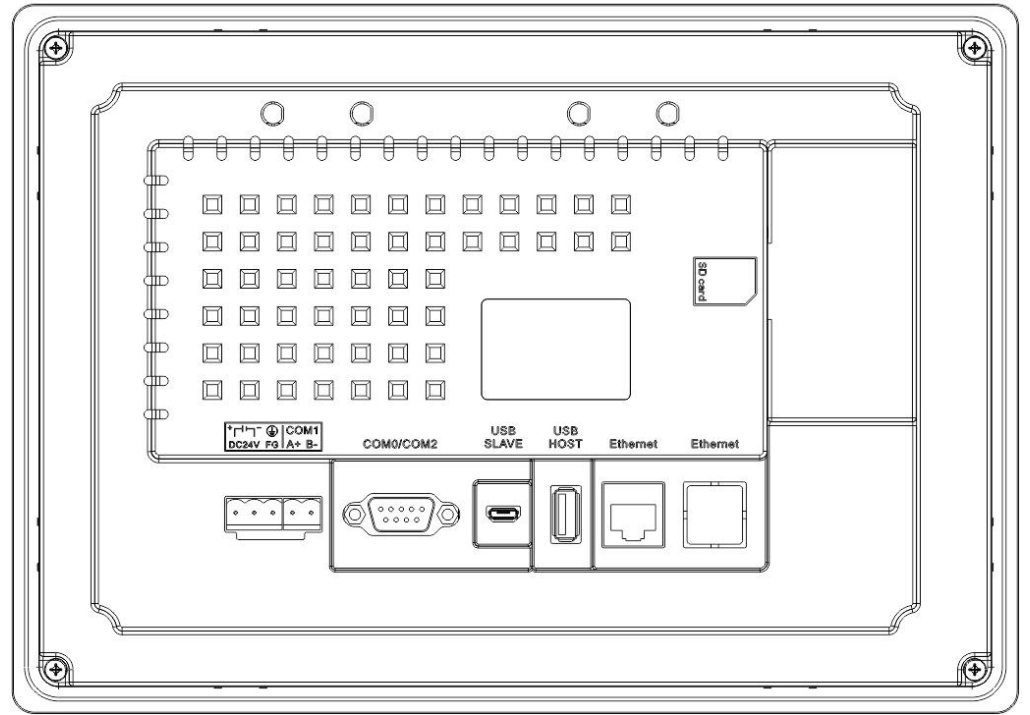 SD card
+ - COM1
DC24V FG A+ B-
COM0/COM2
USB
SLAVE
USB
HOST
Ethernet
Ethernet